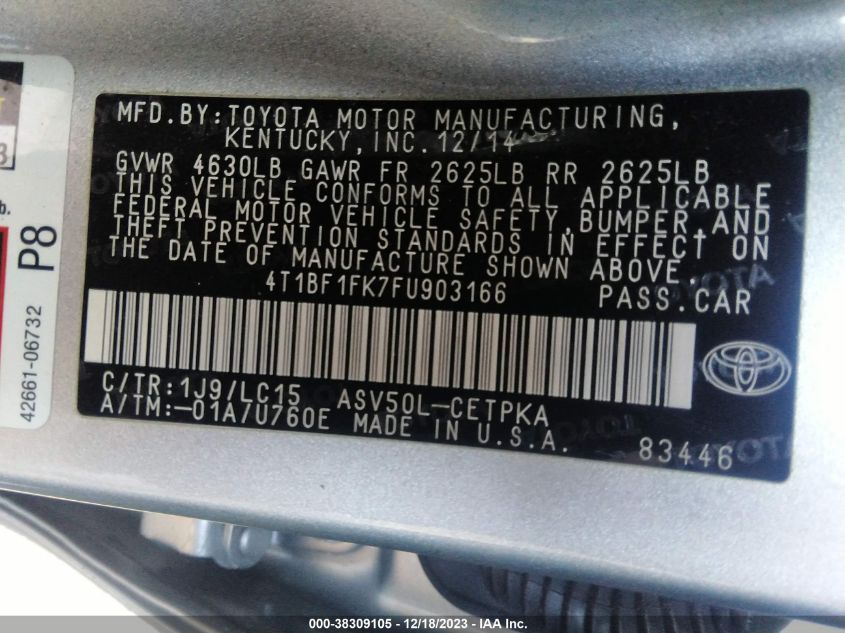 MFD.BY:TOYOTA MOTOR MANUFACTURING,
KENTUCKY, INC. 12/14
GVWR 4630LB GAWR FR 2625LB RR 2625LB
THIS VEHICLE CONFORMS TO ALL APPLICABLE
FEDERAL MOTOR VEHICLE SAFETY, BUMPER, AND
THEFT PREVENTION STANDARDS IN EFFECT ON
THE DATE OF MANUFACTURE SHOWN ABOVE.
4T1BF1FK7FU903166 PASS.CAR
C/TR:1J9/LC15 ASV50L-CETPKA
A/TM:-01A/U760E MADE IN U.S.A.
83446
P8
42661-06732
000-38309105 - 12/18/2023 - IAA Inc.